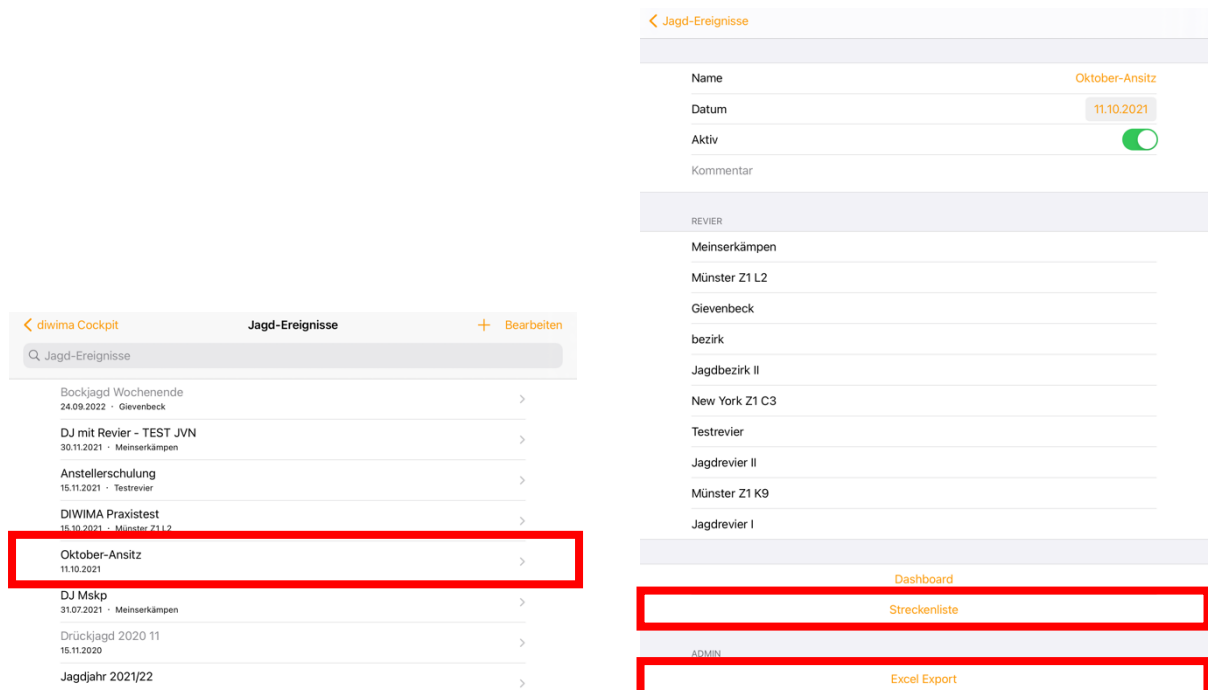 diwima Cockpit
Jagd-Ereignisse
Bearbeiten
Jagd-Ereignisse
Bockjagd Wochenende
24.09.2022 · Gievenbeck
DJ mit Revier - TEST JVN
30.11.2021 · Meinserkämpen
Anstellerschulung
15.11.2021 · Testrevier
DIWIMA Praxistest
15.10.2021 · Münster Z1 L2
Oktober-Ansitz
11.10.2021
DJ Mskp
31.07.2021 · Meinserkämpen
Drückjagd 2020 11
15.11.2020
Jagdjahr 2021/22
Jagd-Ereignisse
Name Oktober-Ansitz
Datum 11.10.2021
Aktiv
Kommentar
REVIER
Meinserkämpen
Münster Z1 L2
Gievenbeck
bezirk
Jagdbezirk II
New York Z1 C3
Testrevier
Jagdrevier II
Münster Z1 K9
Jagdrevier I
Dashboard
Streckenliste
ADMIN
Excel Export